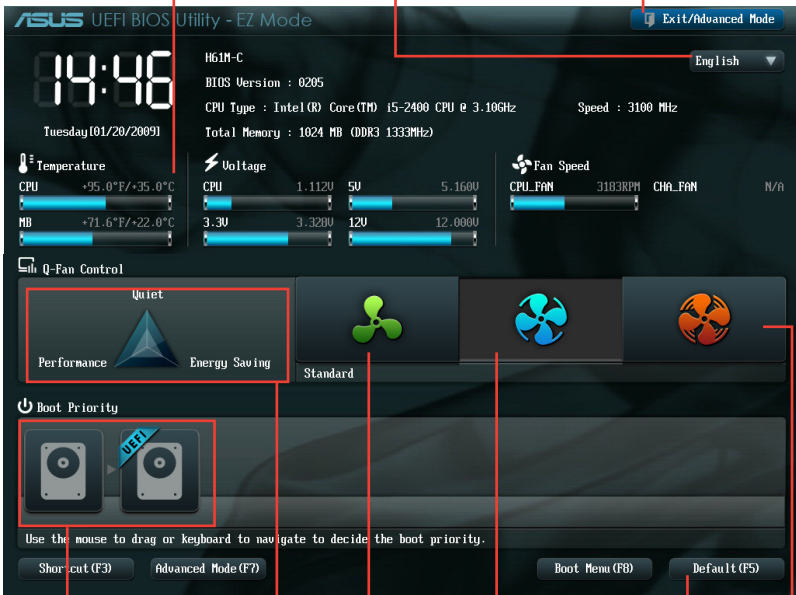 ASUS UEFI BIOS Utility - EZ Mode
Exit/Advanced Mode
English
14:46
Tuesday[01/20/2009]
H61M-C
BIOS Version : 0205
CPU Type : Intel(R) Core(TM) i5-2400 CPU @ 3.10GHz Speed : 3100 MHz
Total Memory : 1024 MB (DDR3 1333MHz)
Temperature
CPU +95.0°F/+35.0°C
MB +71.6°F/+22.0°C
Voltage
CPU 1.112V 5V 5.160V
3.3V 3.328V 12V 12.000V
Fan Speed
CPU_FAN 3183RPM CHA_FAN N/A
Q-Fan Control
Quiet
Performance Energy Saving
Standard
Boot Priority
UEFI
Use the mouse to drag or keyboard to navigate to decide the boot priority.
Shortcut(F3) Advanced Mode(F7) Boot Menu(F8) Default(F5)